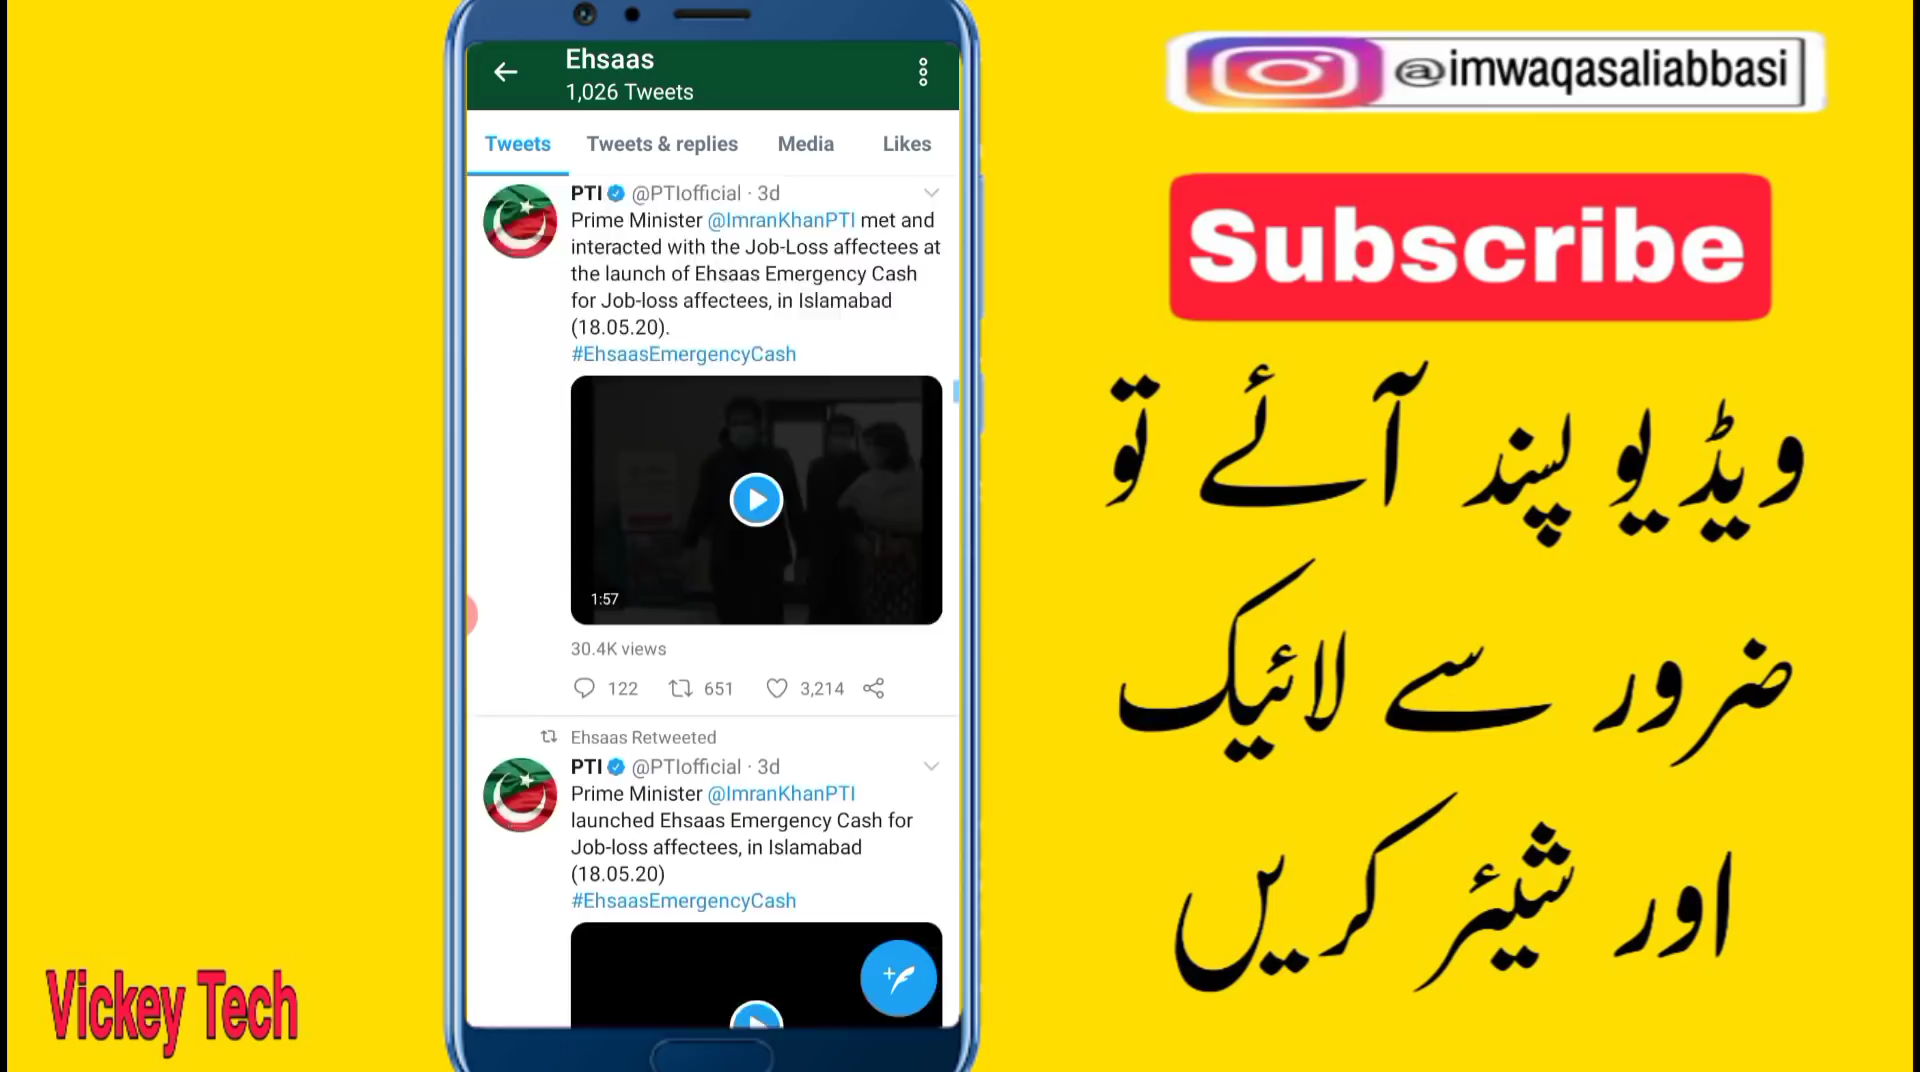 Ehsaas
1,026 Tweets
Tweets
Tweets & replies
Media
Likes
PTI @PTIofficial · 3d
Prime Minister @ImranKhanPTI met and
interacted with the Job-Loss affectees at
the launch of Ehsaas Emergency Cash
for Job-loss affectees, in Islamabad
(18.05.20).
#EhsaasEmergencyCash
1:57
30.4K views
122
651
3,214
Ehsaas Retweeted
PTI @PTIofficial · 3d
Prime Minister @ImranKhanPTI
launched Ehsaas Emergency Cash for
Job-loss affectees, in Islamabad
(18.05.20)
#EhsaasEmergencyCash
@imwaqasaliabbasi
Subscribe
ویڈیو پسند آئے تو
ضرور سے لائیک
اور شیئر کریں
Vickey Tech